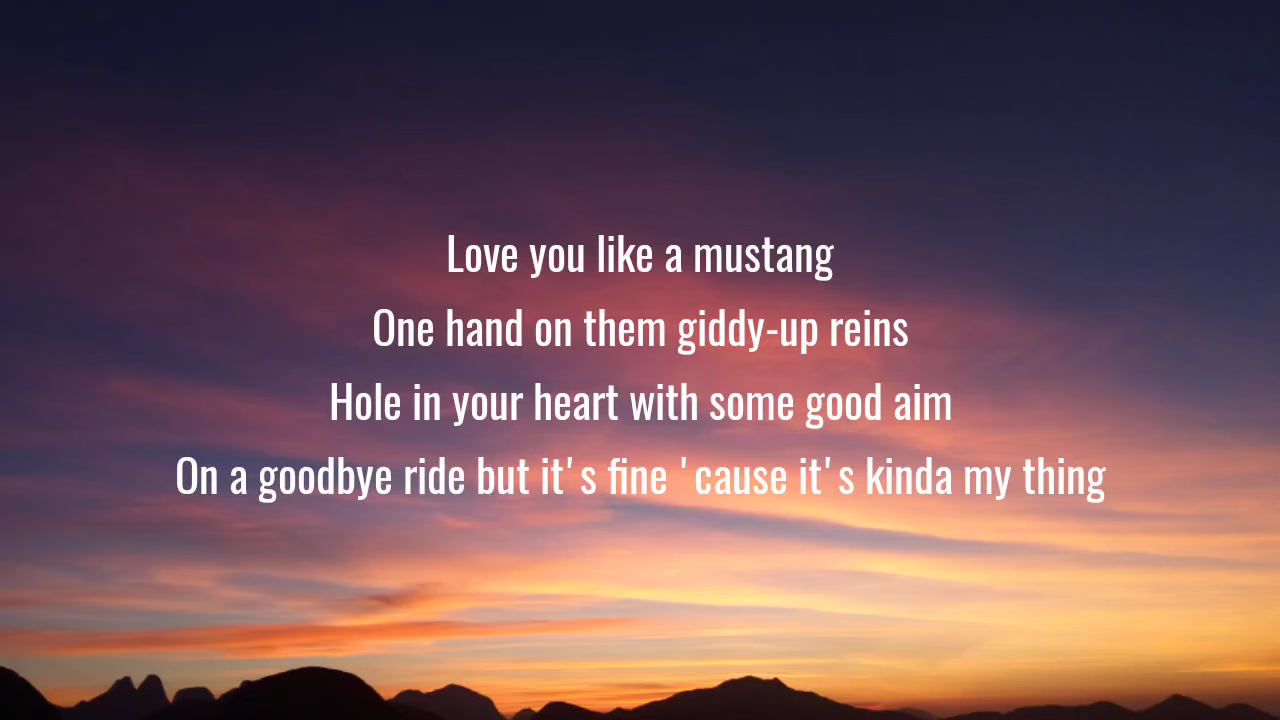 Love you like a mustang
One hand on them giddy-up reins
Hole in your heart with some good aim
On a goodbye ride but it's fine 'cause it's kinda my thing